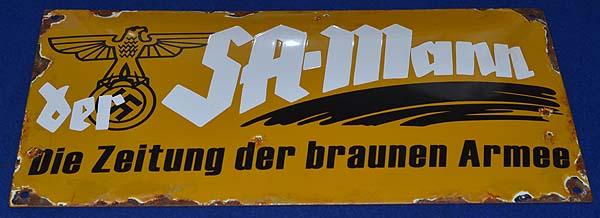 der SA-Mann
Die Zeitung der braunen Armee